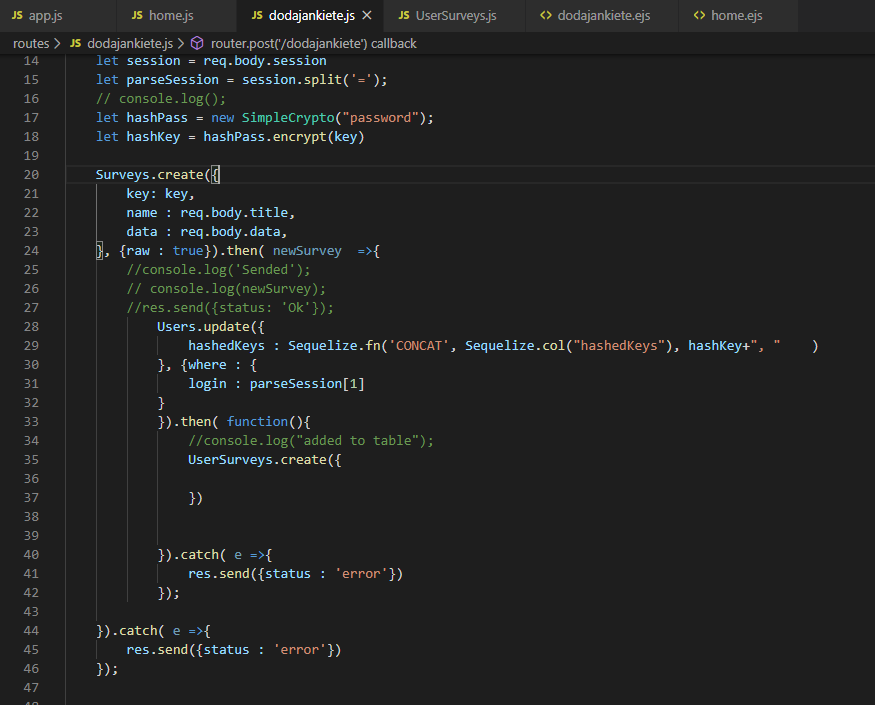 JS app.js JS home.js JS dodajankiete.js × JS UserSurveys.js <> dodajankiete.ejs <> home.ejs
routes > JS dodajankiete.js > router.post('/dodajankiete') callback
14 let session = req.body.session
15 let parseSession = session.split('=');
16 // console.log();
17 let hashPass = new SimpleCrypto("password");
18 let hashKey = hashPass.encrypt(key)
19
20 Surveys.create({
21 key: key,
22 name : req.body.title,
23 data : req.body.data,
24 }, {raw : true}).then( newSurvey =>{
25 //console.log('Sended');
26 // console.log(newSurvey);
27 //res.send({status: 'Ok'});
28 Users.update({
29 hashedKeys : Sequelize.fn('CONCAT', Sequelize.col("hashedKeys"), hashKey+", " )
30 }, {where : {
31 login : parseSession[1]
32 }
33 }).then( function(){
34 //console.log("added to table");
35 UserSurveys.create({
36
37 })
38
39
40 }).catch( e =>{
41 res.send({status : 'error'})
42 });
43
44 }).catch( e =>{
45 res.send({status : 'error'})
46 });
47